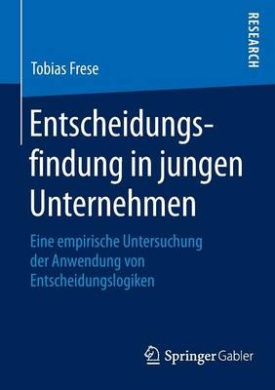 RESEARCH
Tobias Frese
Entscheidungs-
findung in jungen
Unternehmen
Eine empirische Untersuchung
der Anwendung von
Entscheidungslogiken
Springer Gabler